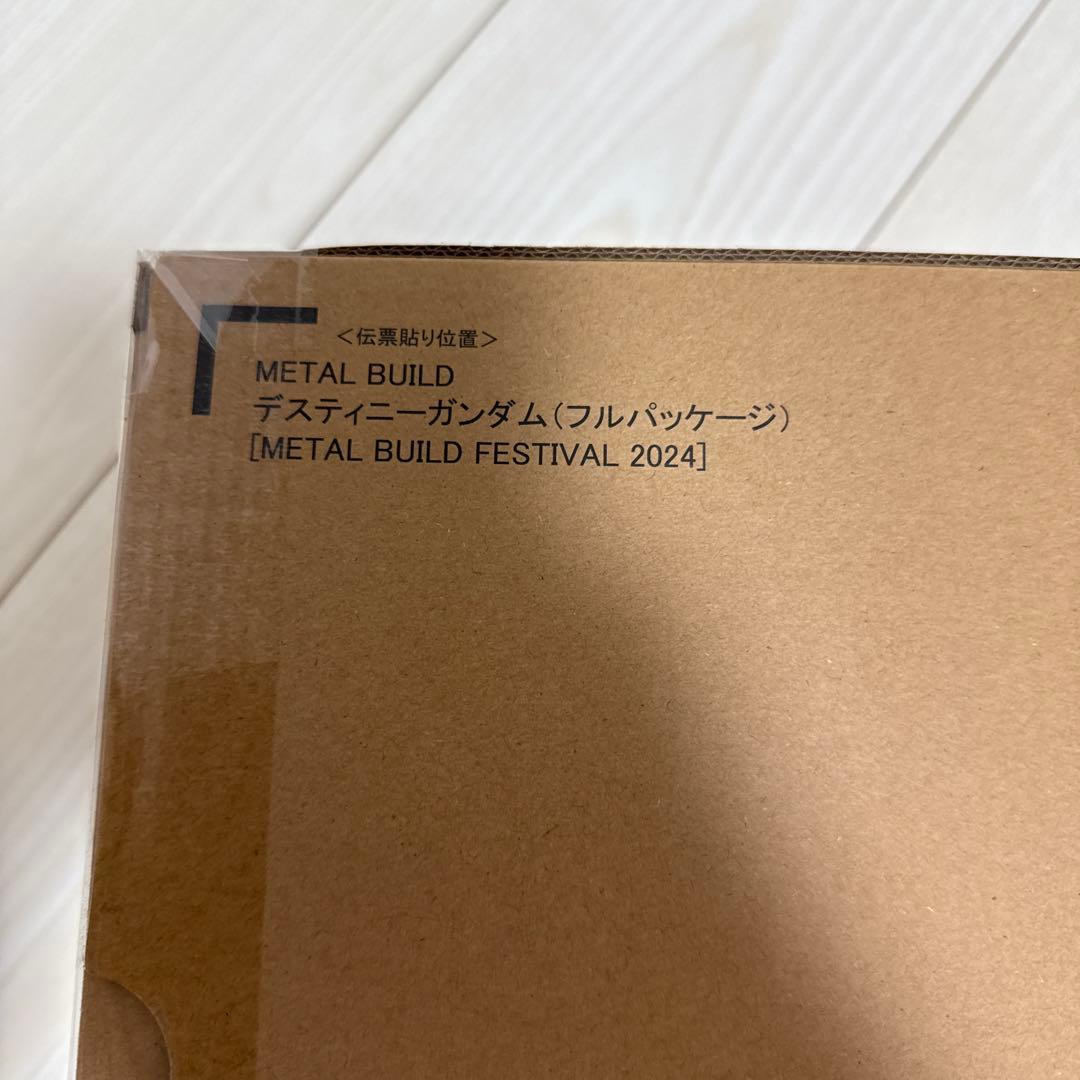 ＜伝票貼り位置＞
METAL BUILD
デスティニーガンダム（フルパッケージ）
[METAL BUILD FESTIVAL 2024]